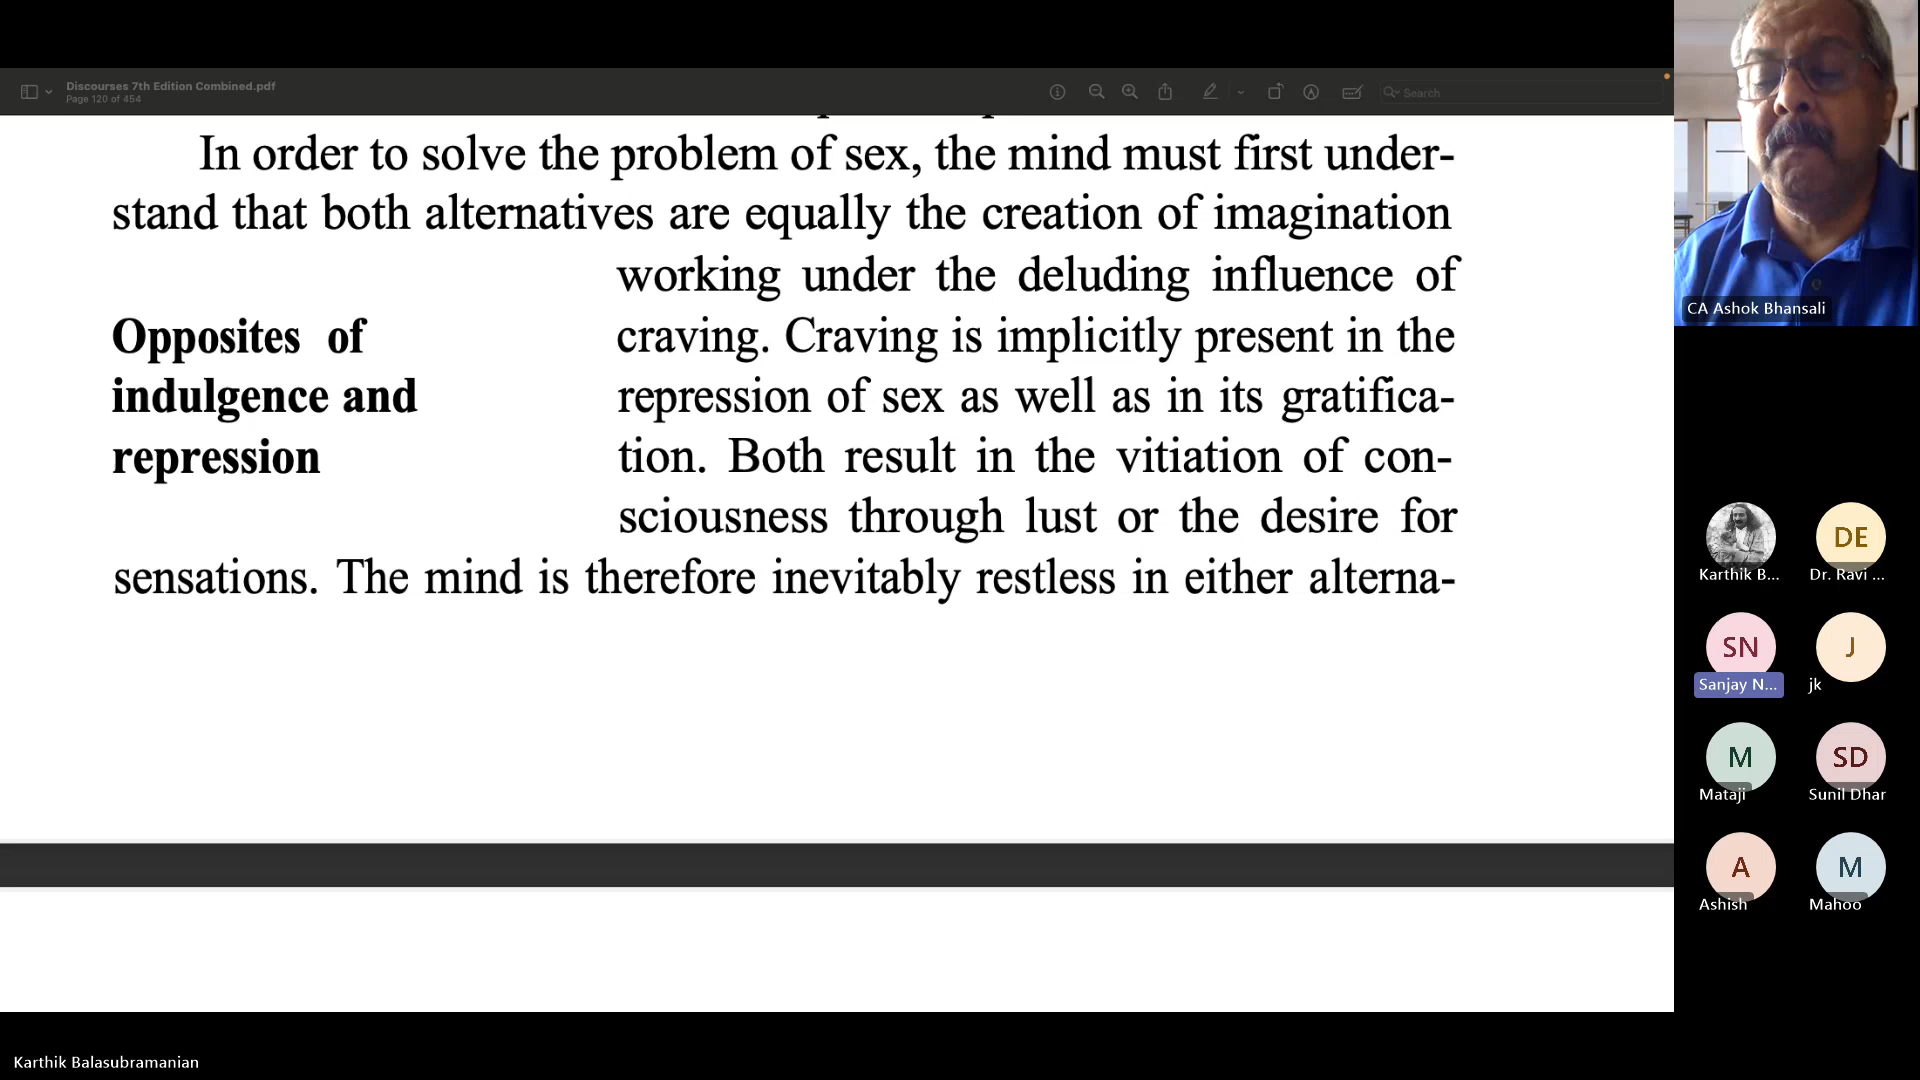 Discourses 7th Edition Combined.pdf
Page 120 of 454
Search
In order to solve the problem of sex, the mind must first under-
stand that both alternatives are equally the creation of imagination
working under the deluding influence of
Opposites of
indulgence and
repression
craving. Craving is implicitly present in the
repression of sex as well as in its gratifica-
tion. Both result in the vitiation of con-
sciousness through lust or the desire for
sensations. The mind is therefore inevitably restless in either alterna-
CA Ashok Bhansali
Karthik B...
DE
Dr. Ravi ...
SN
Sanjay N...
J
jk
M
Mataji
SD
Sunil Dhar
A
Ashish
M
Mahoo
Karthik Balasubramanian